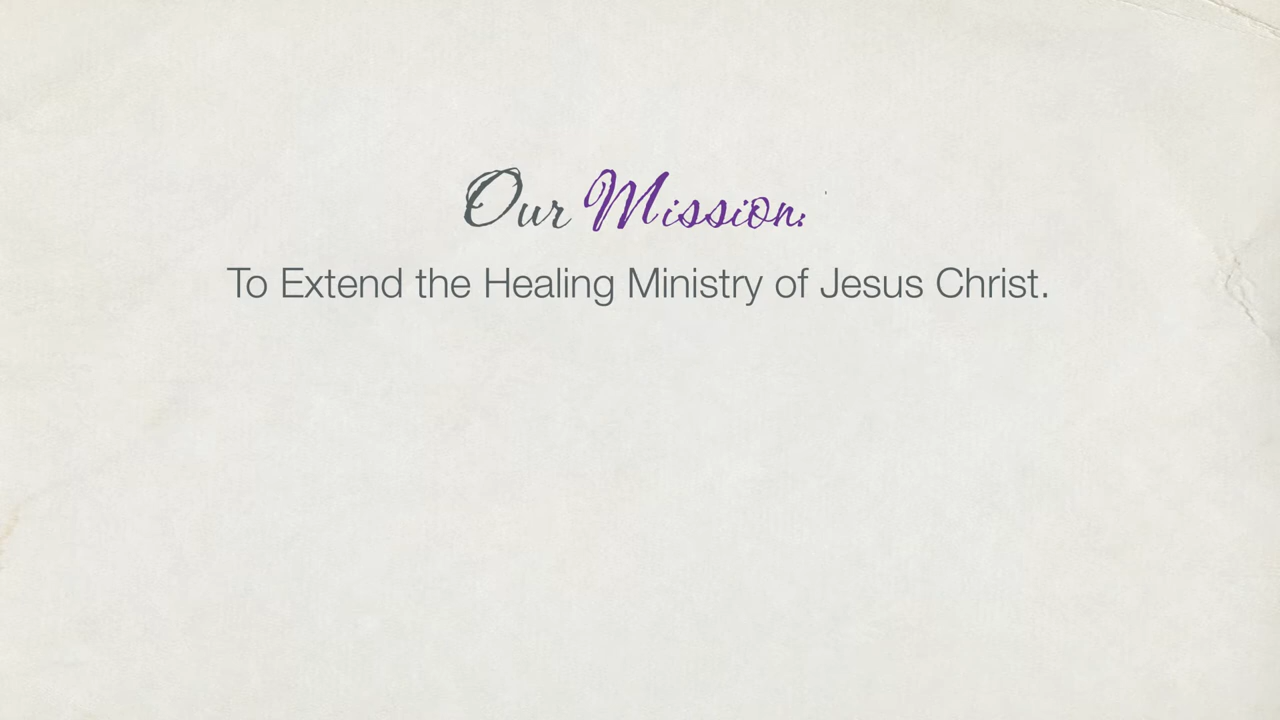 Our Mission:
To Extend the Healing Ministry of Jesus Christ.